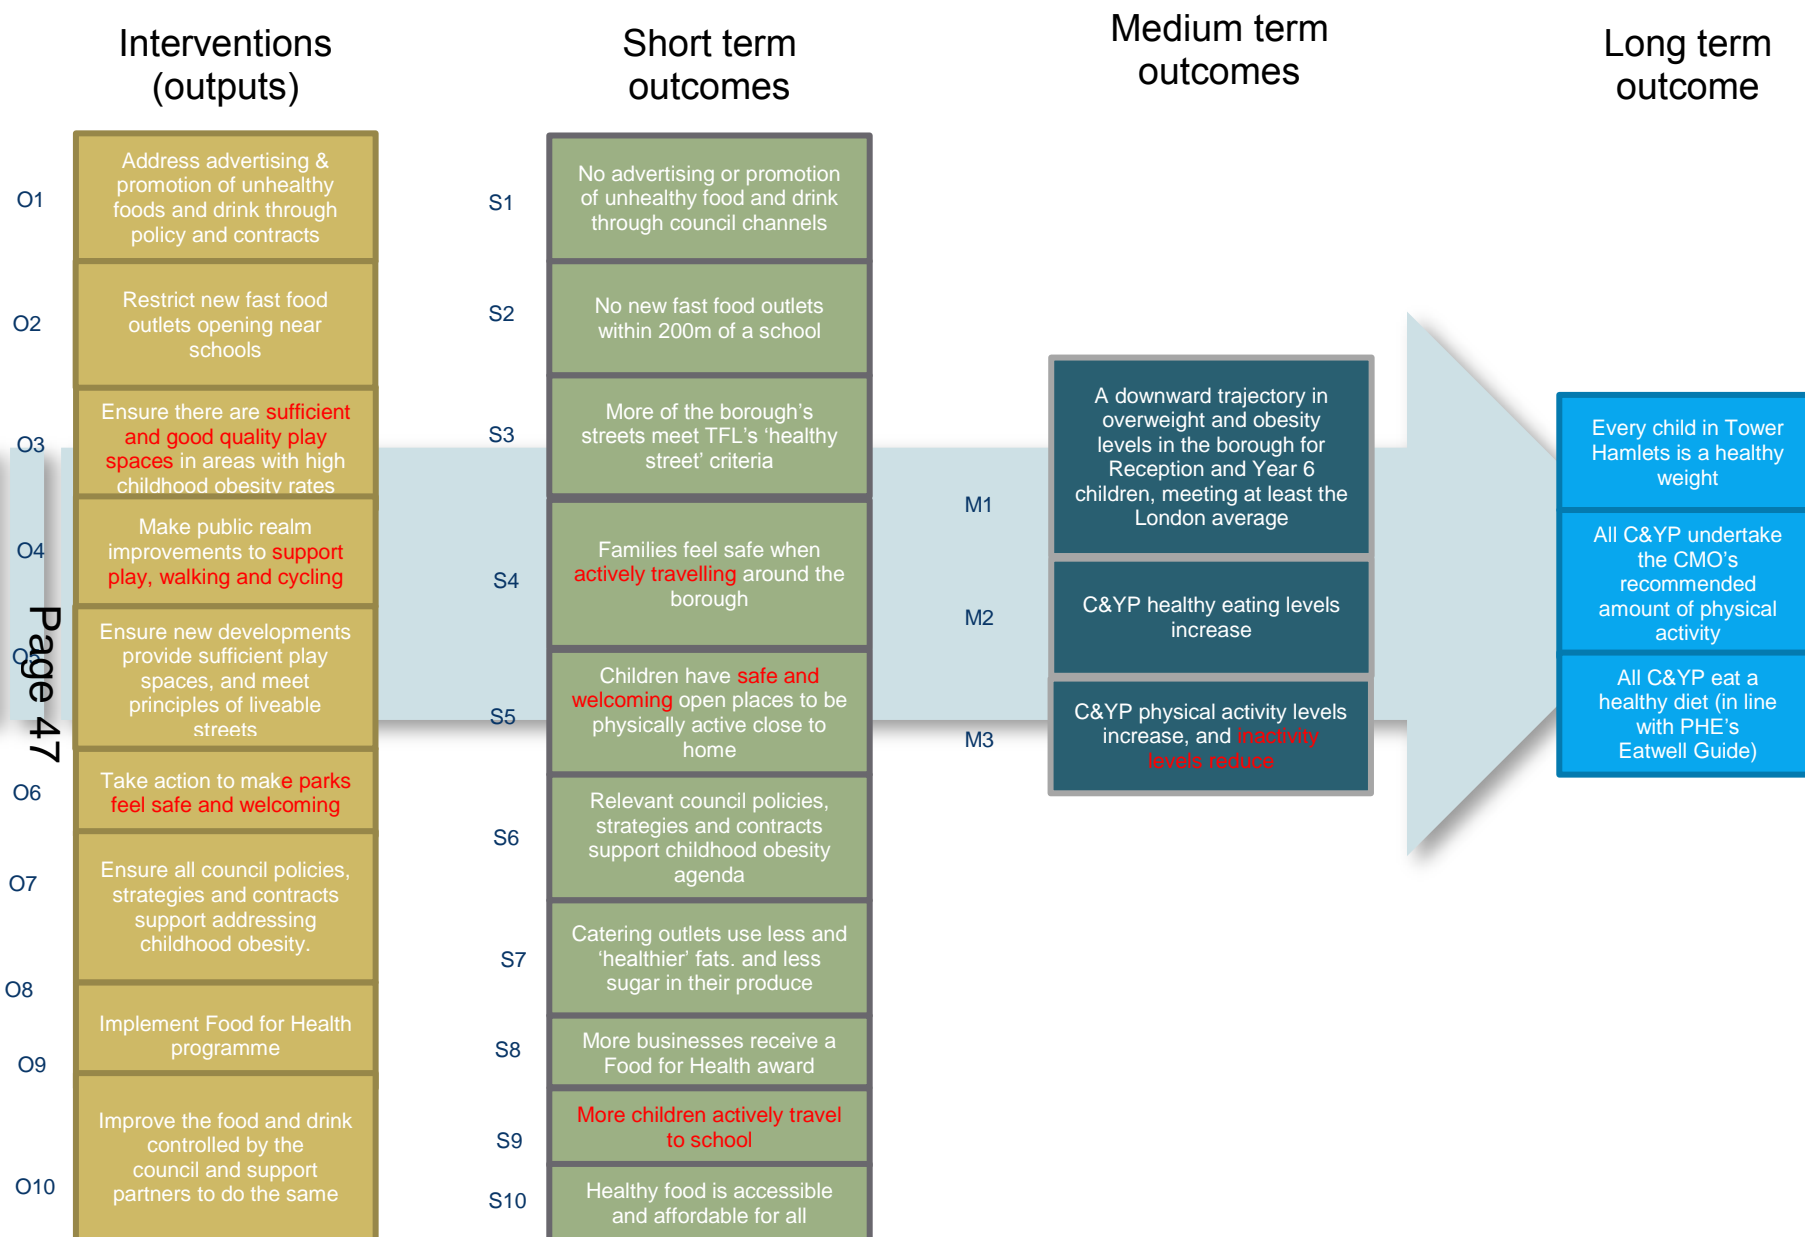 Interventions
(outputs)
O1
Address advertising &
promotion of unhealthy
foods and drink through
policy and contracts
O2
Restrict new fast food
outlets opening near
schools
O3
Ensure there are sufficient
and good quality play
spaces in areas with high
childhood obesity rates
O4
Make public realm
improvements to support
play, walking and cycling
O5
Ensure new developments
provide sufficient play
spaces, and meet
principles of liveable
streets
O6
Take action to make parks
feel safe and welcoming
O7
Ensure all council policies,
strategies and contracts
support addressing
childhood obesity.
O8
Implement Food for Health
programme
O9
Improve the food and drink
controlled by the
council and support
partners to do the same
O10
Short term
outcomes
S1
No advertising or promotion
of unhealthy food and drink
through council channels
S2
No new fast food outlets
within 200m of a school
S3
More of the borough's
streets meet TFL's ‘healthy
street’ criteria
S4
Families feel safe when
actively travelling around the
borough
S5
Children have safe and
welcoming open places to be
physically active close to
home
S6
Relevant council policies,
strategies and contracts
support childhood obesity
agenda
S7
Catering outlets use less and
‘healthier’ fats. and less
sugar in their produce
S8
More businesses receive a
Food for Health award
S9
More children actively travel
to school
S10
Healthy food is accessible
and affordable for all
Medium term
outcomes
M1
A downward trajectory in
overweight and obesity
levels in the borough for
Reception and Year 6
children, meeting at least the
London average
M2
C&YP healthy eating levels
increase
M3
C&YP physical activity levels
increase, and inactivity
levels reduce
Long term
outcome
Every child in Tower
Hamlets is a healthy
weight
All C&YP undertake
the CMO's
recommended
amount of physical
activity
All C&YP eat a
healthy diet (in line
with PHE's
Eatwell Guide)
Page 47